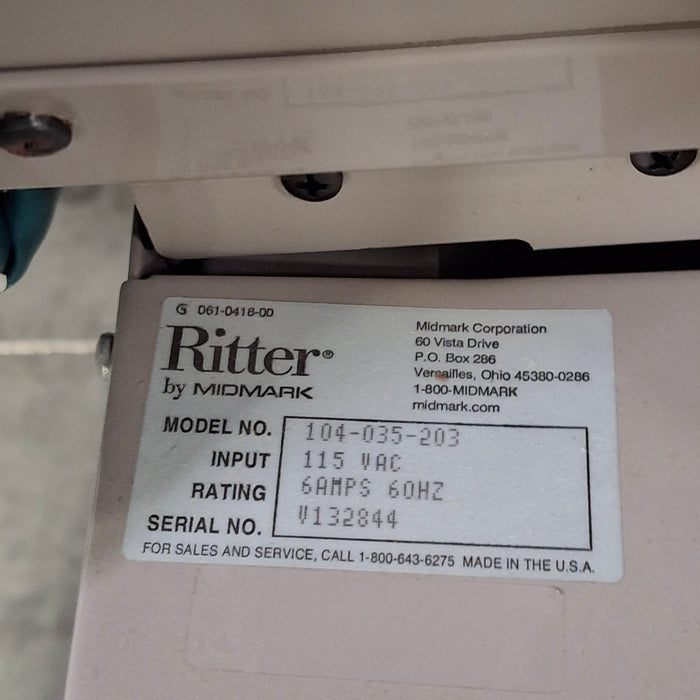 G 061-0418-00
Ritter®
by MIDMARK
Midmark Corporation
60 Vista Drive
P.O. Box 286
Versailles, Ohio 45380-0286
1-800-MIDMARK
midmark.com
MODEL NO. 104-035-203
INPUT 115 VAC
RATING 6AMPS 60HZ
SERIAL NO. V132844
FOR SALES AND SERVICE, CALL 1-800-643-6275 MADE IN THE U.S.A.